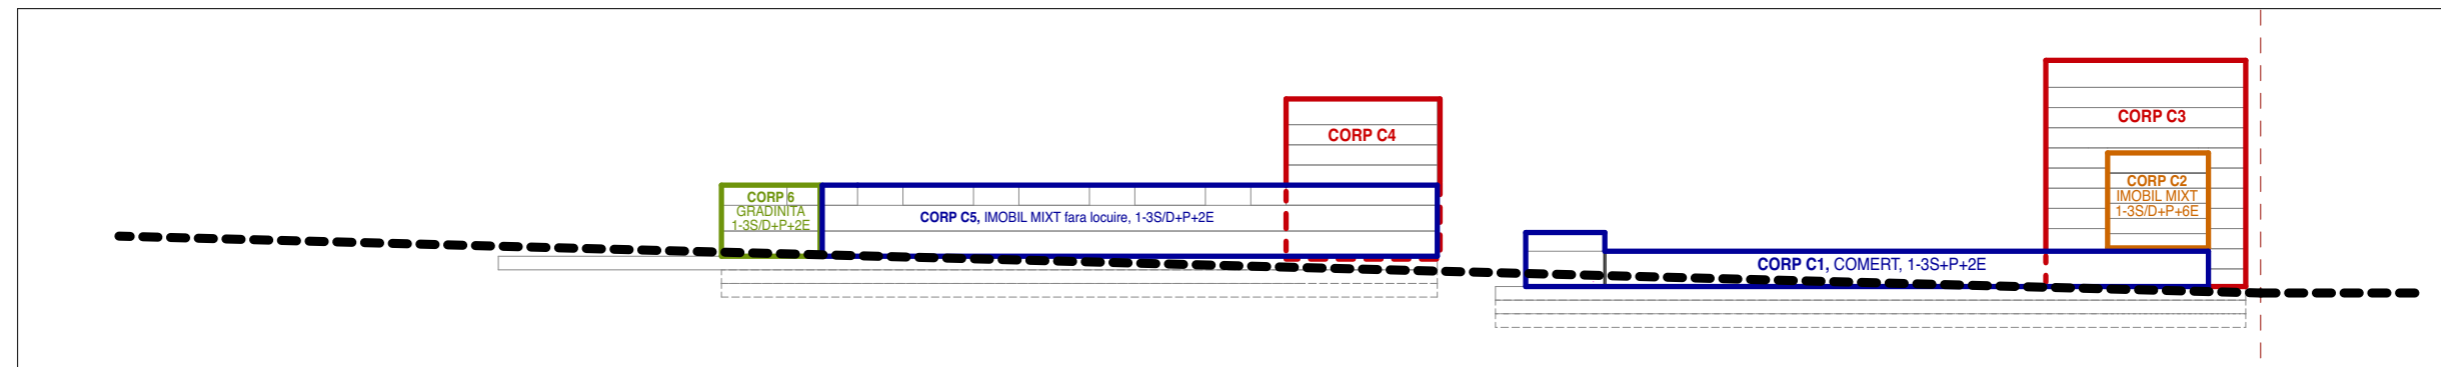 CORP C4
CORP 6
GRADINITA
1-3S/D+P+2E
CORP C5, IMOBIL MIXT fara locuire, 1-3S/D+P+2E
CORP C3
CORP C2
IMOBIL MIXT
1-3S/D+P+6E
CORP C1, COMERT, 1-3S+P+2E